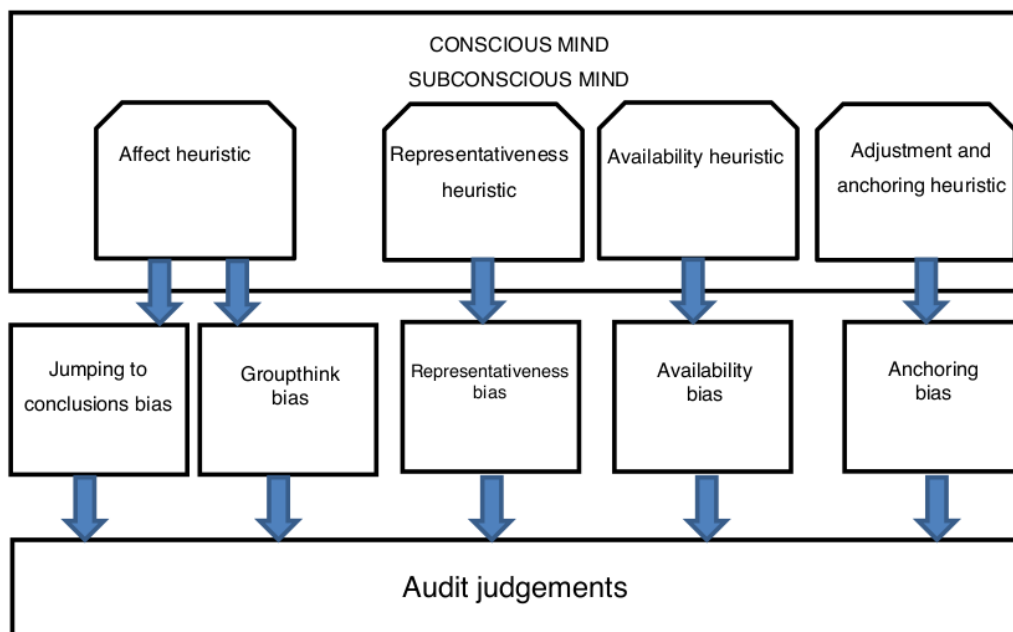 CONSCIOUS MIND
SUBCONSCIOUS MIND
Affect heuristic
Representativeness
heuristic
Availability heuristic
Adjustment and
anchoring heuristic
Jumping to
conclusions bias
Groupthink
bias
Representativeness
bias
Availability
bias
Anchoring
bias
Audit judgements